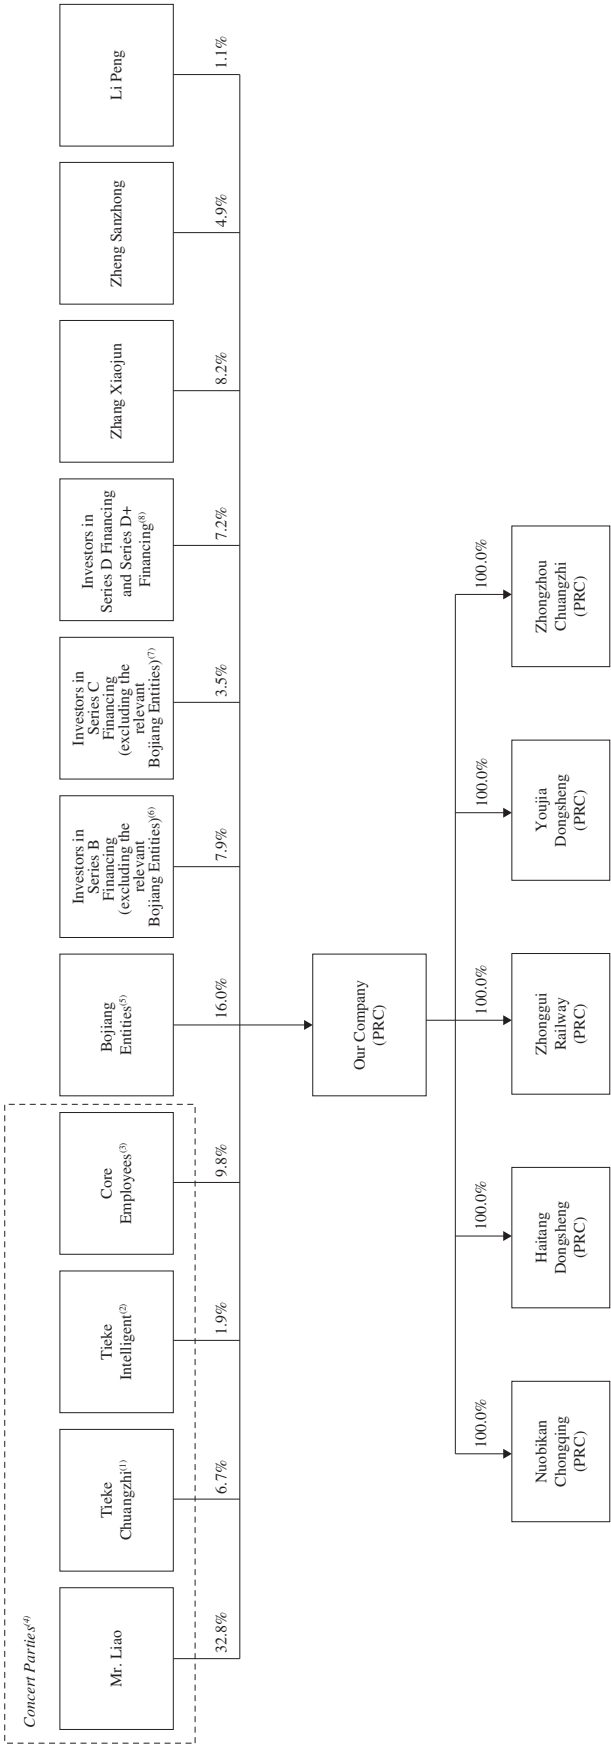 Concert Parties(4)
Mr. Liao
Tieke
Chuangzhi(1)
Tieke
Intelligent(2)
Core
Employees(3)
Bojiang
Entities(5)
Investors in
Series B
Financing
(excluding the
relevant
Bojiang Entities)(6)
Investors in
Series C
Financing
(excluding the
relevant
Bojiang Entities)(7)
Investors in
Series D Financing
and Series D+
Financing(8)
Zhang Xiaojun
Zheng Sanzhong
Li Peng
32.8%
6.7%
1.9%
9.8%
16.0%
7.9%
3.5%
7.2%
8.2%
4.9%
1.1%
Our Company
(PRC)
100.0%
100.0%
100.0%
100.0%
100.0%
Nuobikan
Chongqing
(PRC)
Haitang
Dongsheng
(PRC)
Zhonggui
Railway
(PRC)
Youjia
Dongsheng
(PRC)
Zhongzhou
Chuangzhi
(PRC)